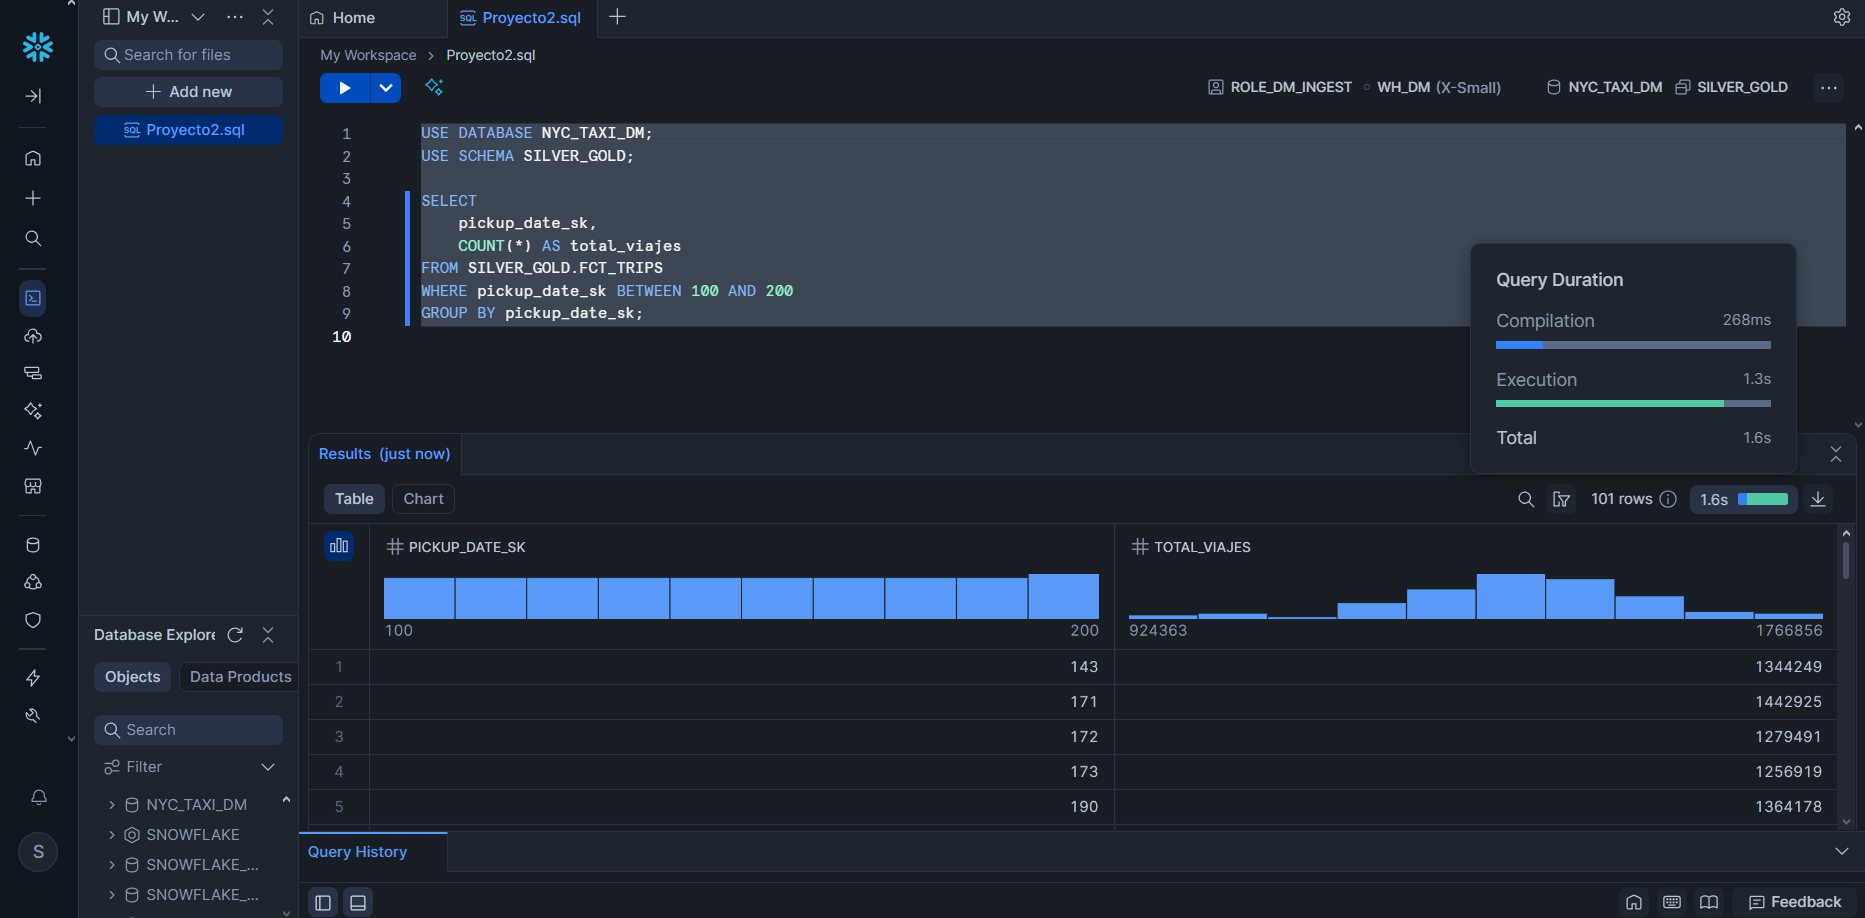 My W...
Search for files
Add new
Proyecto2.sql
Home
Proyecto2.sql
My Workspace > Proyecto2.sql
ROLE_DM_INGEST WH_DM (X-Small) NYC_TAXI_DM SILVER_GOLD
1 USE DATABASE NYC_TAXI_DM;
2 USE SCHEMA SILVER_GOLD;
3
4 SELECT
5 pickup_date_sk,
6 COUNT(*) AS total_viajes
7 FROM SILVER_GOLD.FCT_TRIPS
8 WHERE pickup_date_sk BETWEEN 100 AND 200
9 GROUP BY pickup_date_sk;
10
Query Duration
Compilation 268ms
Execution 1.3s
Total 1.6s
Results (just now)
Table Chart
101 rows 1.6s
PICKUP_DATE_SK TOTAL_VIAJES
100 200 924363 1766856
1 143 1344249
2 171 1442925
3 172 1279491
4 173 1256919
5 190 1364178
Query History
Database Explore
Objects Data Products
Search
Filter
NYC_TAXI_DM
SNOWFLAKE
SNOWFLAKE_...
SNOWFLAKE_...
S
Feedback